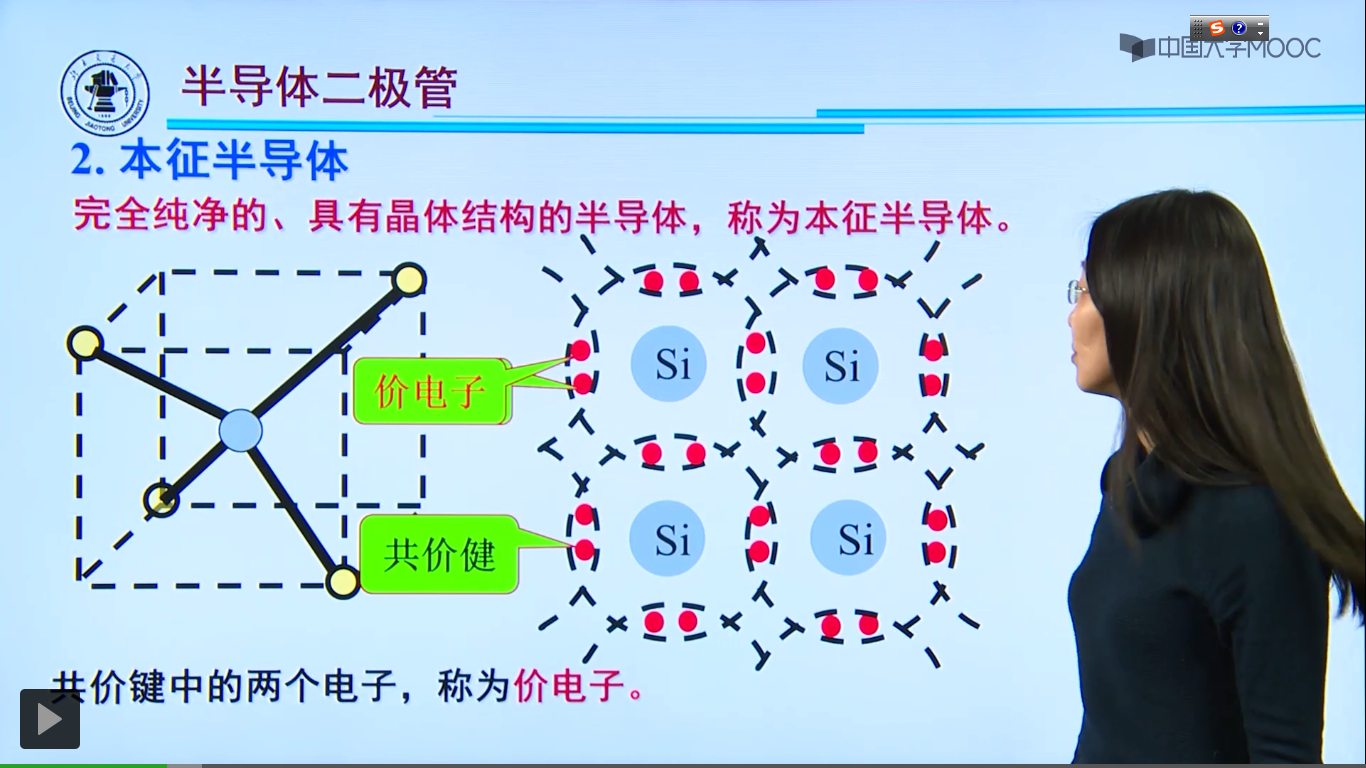 中国大学MOOC
半导体二极管
BEIJING JIAOTONG UNIVERSITY
2. 本征半导体
完全纯净的、具有晶体结构的半导体，称为本征半导体。
价电子
Si
Si
共价健
Si
Si
共价键中的两个电子，称为价电子。